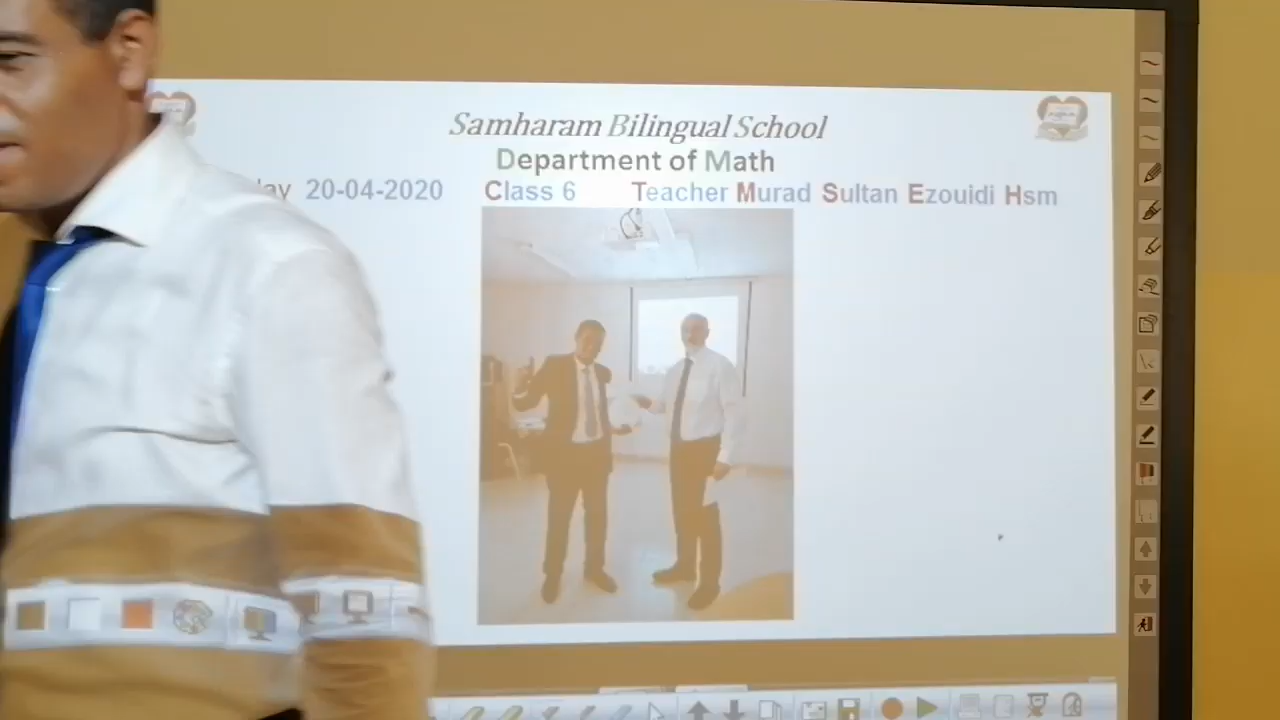 Samharam Bilingual School
Department of Math
20-04-2020 Class 6 Teacher Murad Sultan Ezouidi Hsm